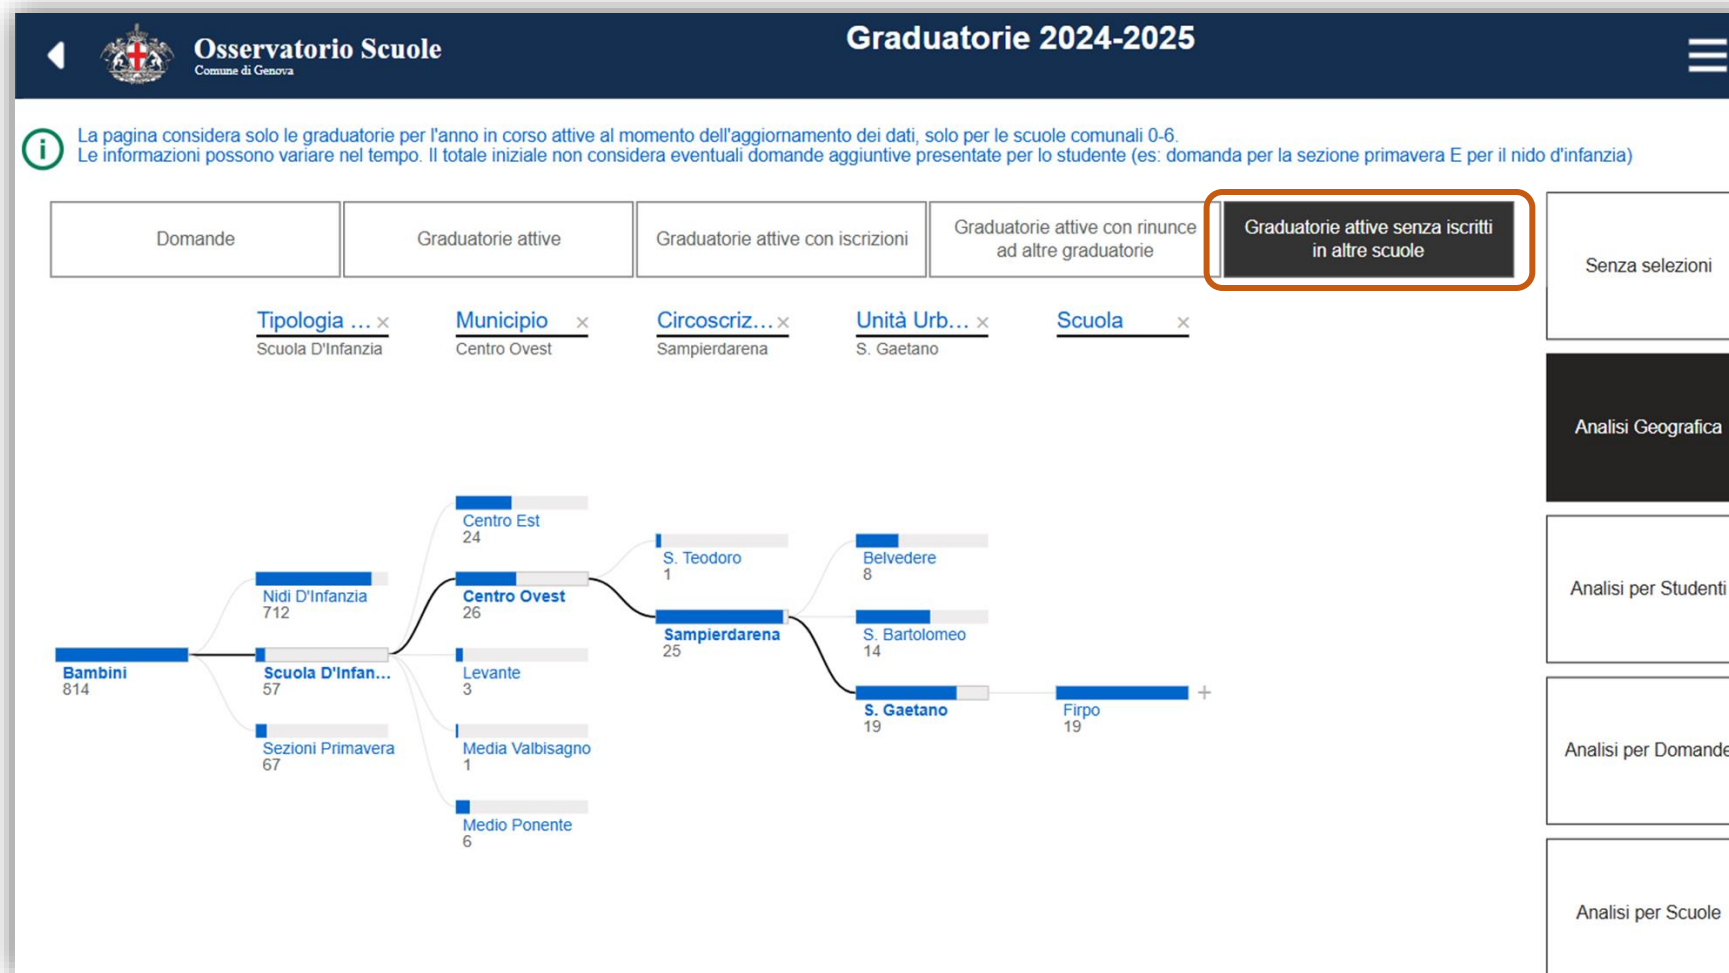 Osservatorio Scuole
Comune di Genova
Graduatorie 2024-2025
La pagina considera solo le graduatorie per l'anno in corso attive al momento dell'aggiornamento dei dati, solo per le scuole comunali 0-6.
Le informazioni possono variare nel tempo. Il totale iniziale non considera eventuali domande aggiuntive presentate per lo studente (es: domanda per la sezione primavera E per il nido d'infanzia)
Domande
Graduatorie attive
Graduatorie attive con iscrizioni
Graduatorie attive con rinunce
ad altre graduatorie
Graduatorie attive senza iscritti
in altre scuole
Senza selezioni
Analisi Geografica
Analisi per Studenti
Analisi per Domande
Analisi per Scuole
Tipologia ...
Scuola D'Infanzia
Municipio
Centro Ovest
Circoscriz...
Sampierdarena
Unità Urb...
S. Gaetano
Scuola
Bambini
814
Nidi D'Infanzia
712
Scuola D'Infan...
57
Sezioni Primavera
67
Centro Est
24
Centro Ovest
26
Levante
3
Media Valbisagno
1
Medio Ponente
6
S. Teodoro
1
Sampierdarena
25
Belvedere
8
S. Bartolomeo
14
S. Gaetano
19
Firpo
19